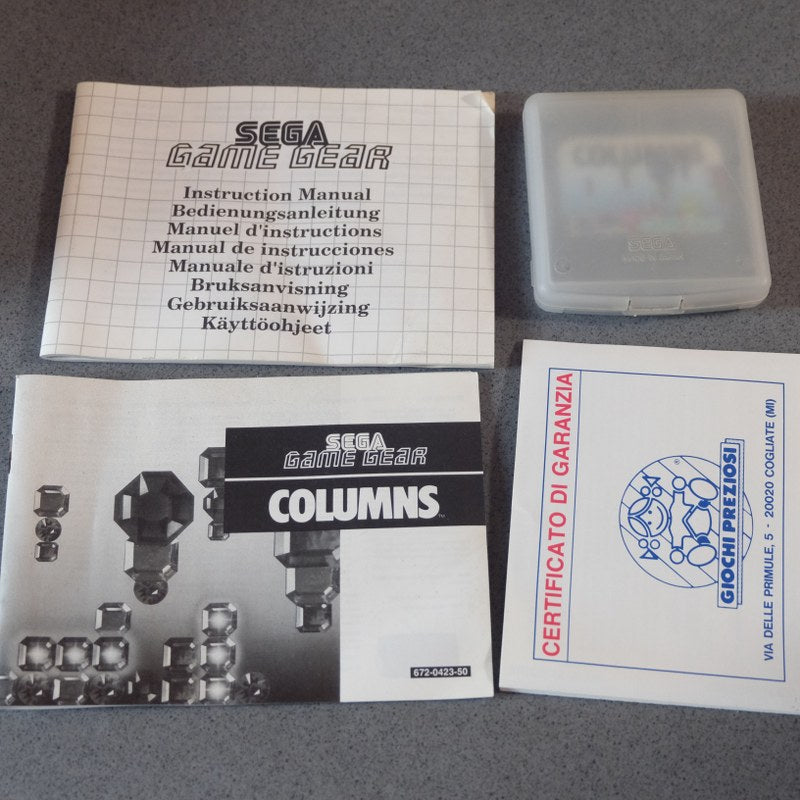 SEGA
GAME GEAR
Instruction Manual
Bedienungsanleitung
Manuel d'instructions
Manual de instrucciones
Manuale d'istruzioni
Bruksanvisning
Gebruiksaanwijzing
Käyttöohjeet
COLUMNS
SEGA
SEGA
GAME GEAR
COLUMNS™
672-0423-50
CERTIFICATO DI GARANZIA
®
GIOCHI PREZIOSI
VIA DELLE PRIMULE, 5 - 20020 COGLIATE (MI)